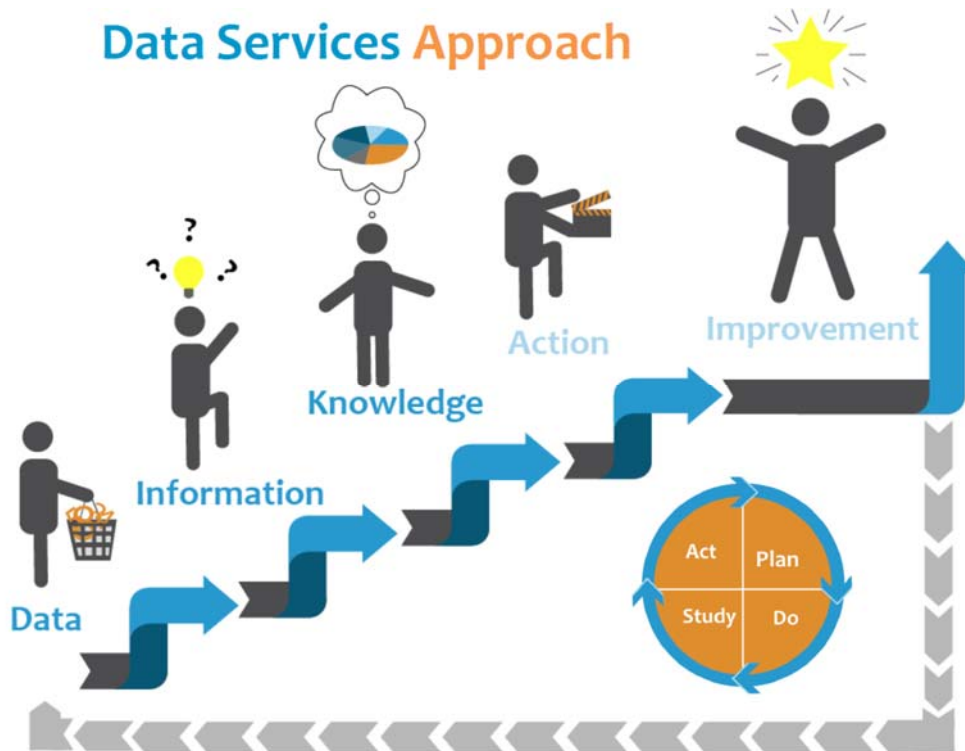 Data Services Approach
?
? ?
Action
Improvement
Knowledge
Information
Data
Act Plan
Study Do